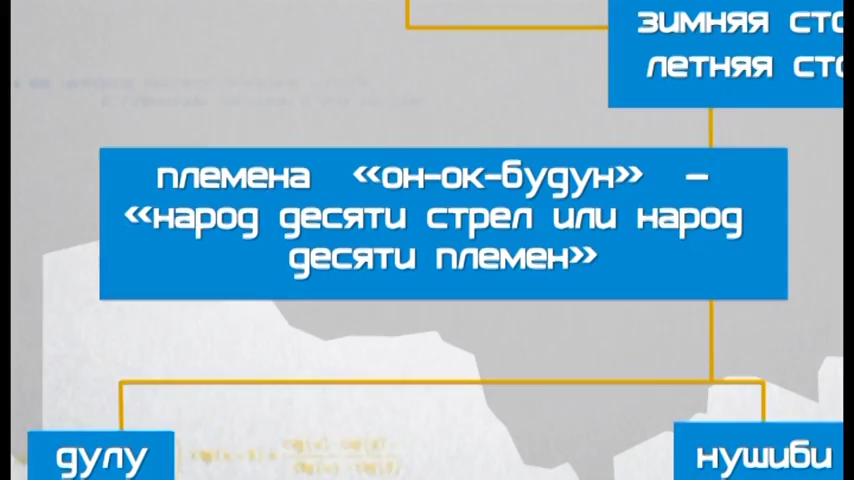 зимняя
летняя
племена «он-ок-будун» –
«народ десяти стрел или народ
десяти племен»
дулу
нушиби